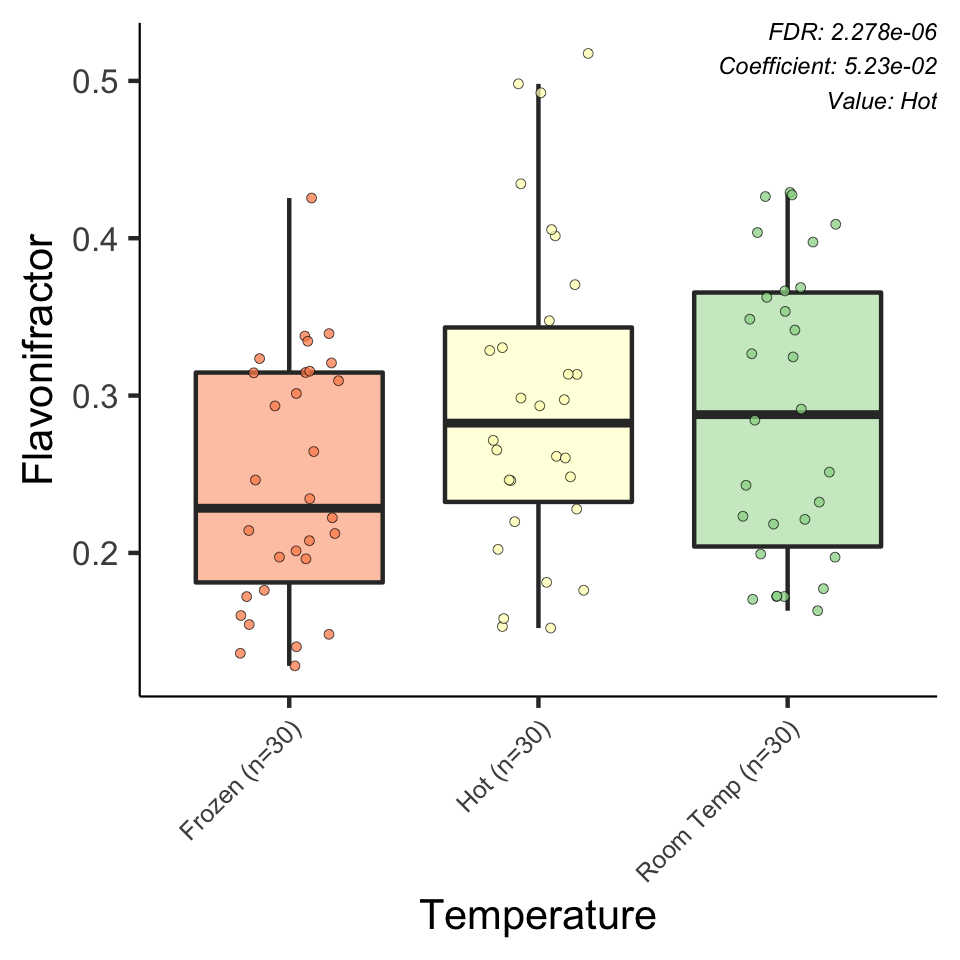 FDR: 2.278e-06
Coefficient: 5.23e-02
Value: Hot
0.5
0.4
0.3
0.2
Flavonifractor
Frozen (n=30)
Hot (n=30)
Room Temp (n=30)
Temperature